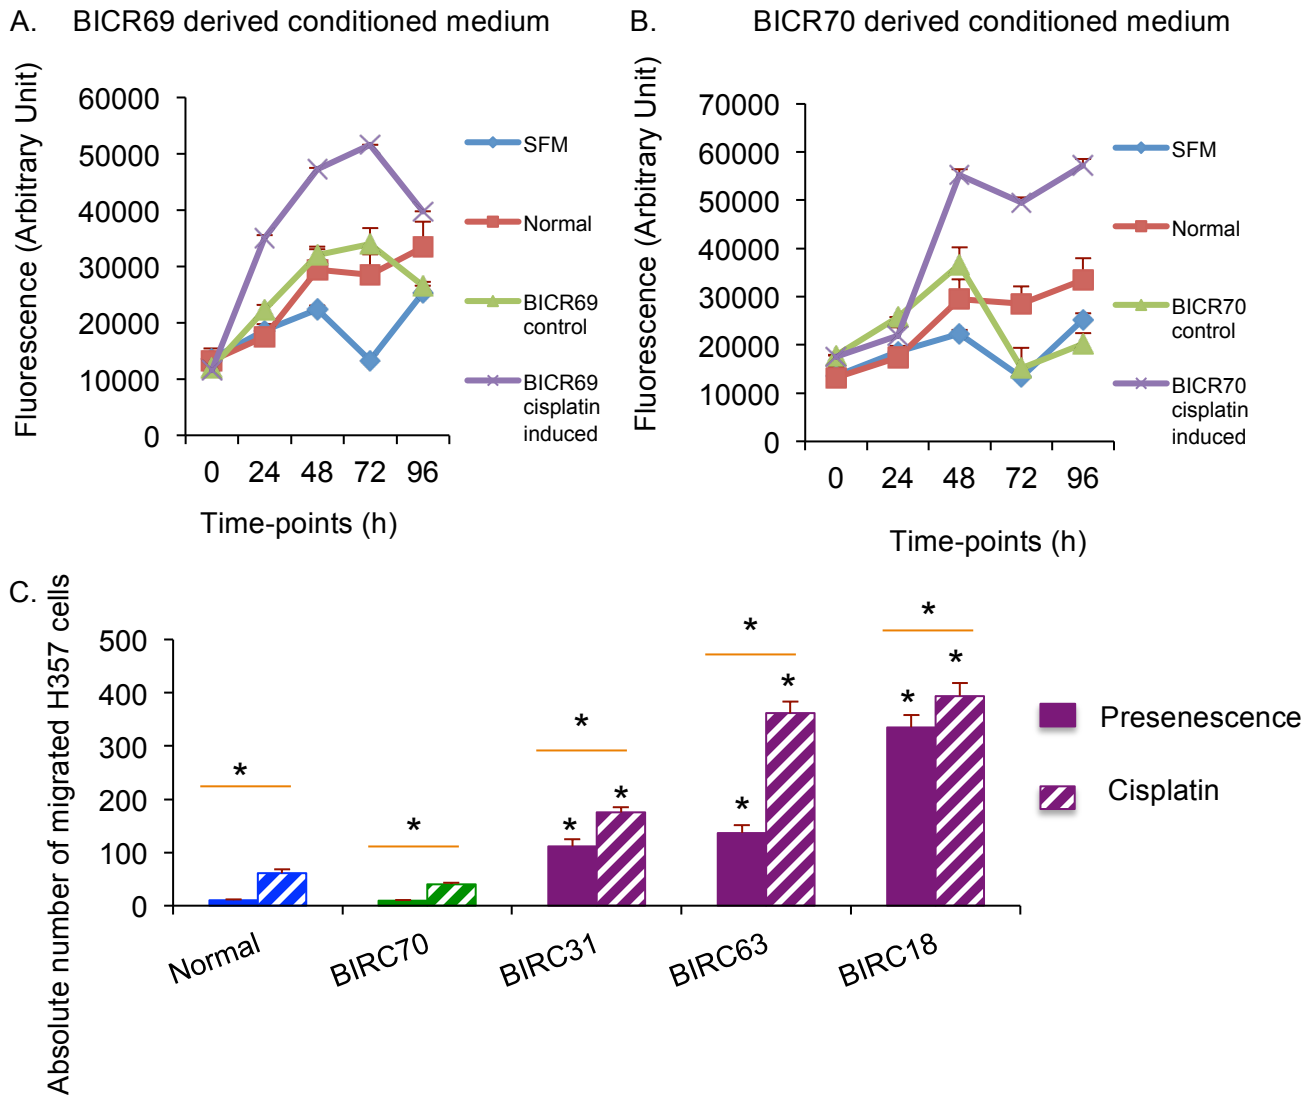 A. BICR69 derived conditioned medium
Fluorescence (Arbitrary Unit)
60000
50000
40000
30000
20000
10000
0
0 24 48 72 96
Time-points (h)
SFM
Normal
BICR69
control
BICR69
cisplatin
induced
B. BICR70 derived conditioned medium
Fluorescence (Arbitrary Unit)
70000
60000
50000
40000
30000
20000
10000
0
0 24 48 72 96
Time-points (h)
SFM
Normal
BICR70
control
BICR70
cisplatin
induced
C.
Absolute number of migrated H357 cells
500
400
300
200
100
0
* * * * *
* * * * * *
Normal BIRC70 BIRC31 BIRC63 BIRC18
Presenescence
Cisplatin